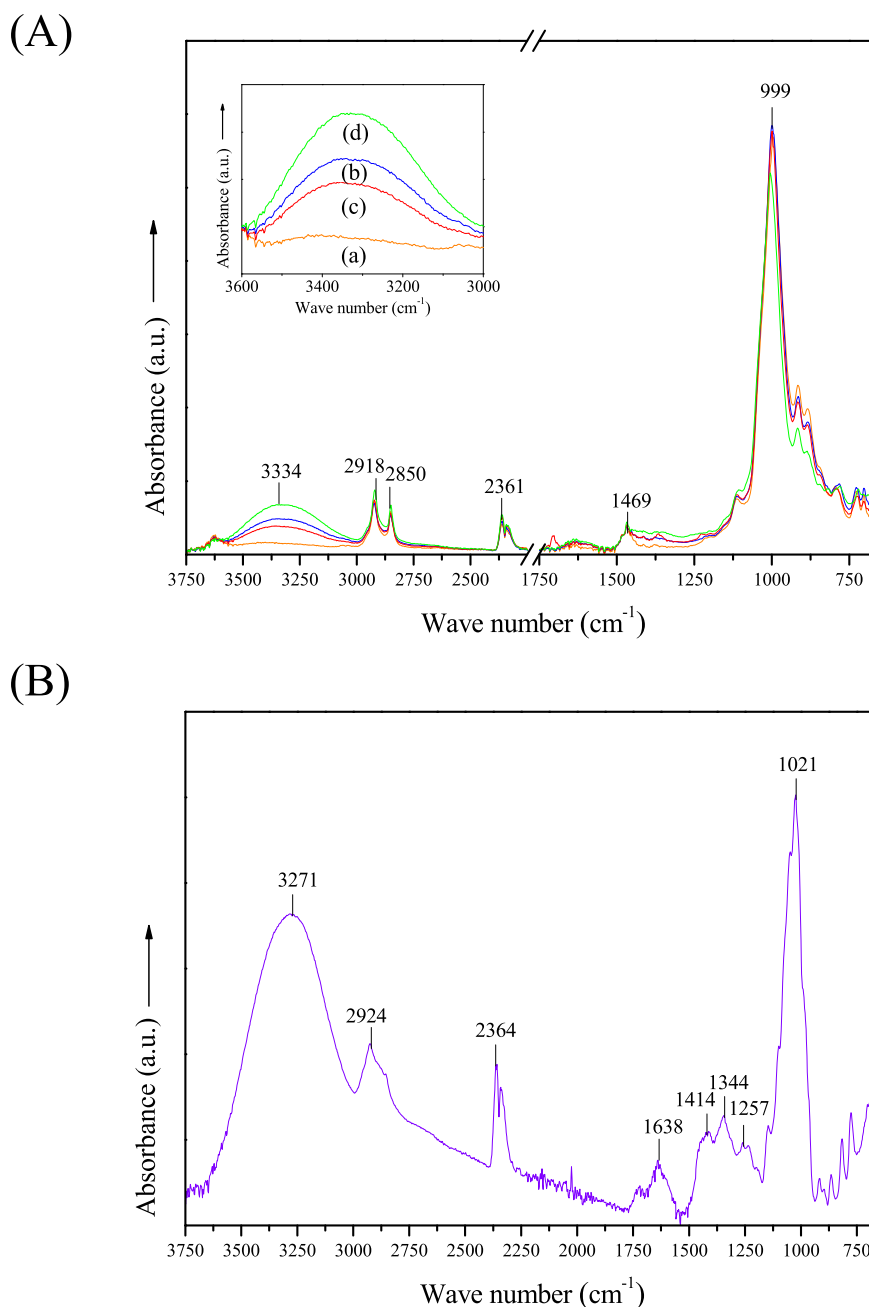 (A)
999
(d)
(b)
(c)
(a)
Absorbance (a.u.)
3600 3400 3200 3000
Wave number (cm⁻¹)
Absorbance (a.u.)
3334
2918
2850
2361
1469
3750 3500 3250 3000 2750 2500 1750 1500 1250 1000 750
Wave number (cm⁻¹)
(B)
1021
3271
2924
2364
1638
1414
1344
1257
Absorbance (a.u.)
3750 3500 3250 3000 2750 2500 2250 2000 1750 1500 1250 1000 750
Wave number (cm⁻¹)